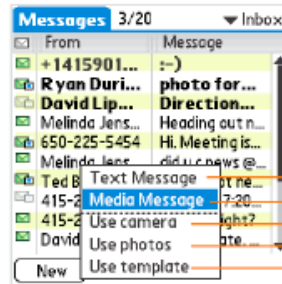 Messages 3/20 Inbox
From Message
+1415901... :-)
Ryan Duri... photo for...
David Lip... Direction...
Melinda Jens... Heading out n...
650-225-5454 Hi. Meeting is...
Melinda Jens... did u c news @...
Ted B
Text Message
415-2 Media Message 7:20...
415-2 Use camera ght?
David Use photos ate...
New Use template